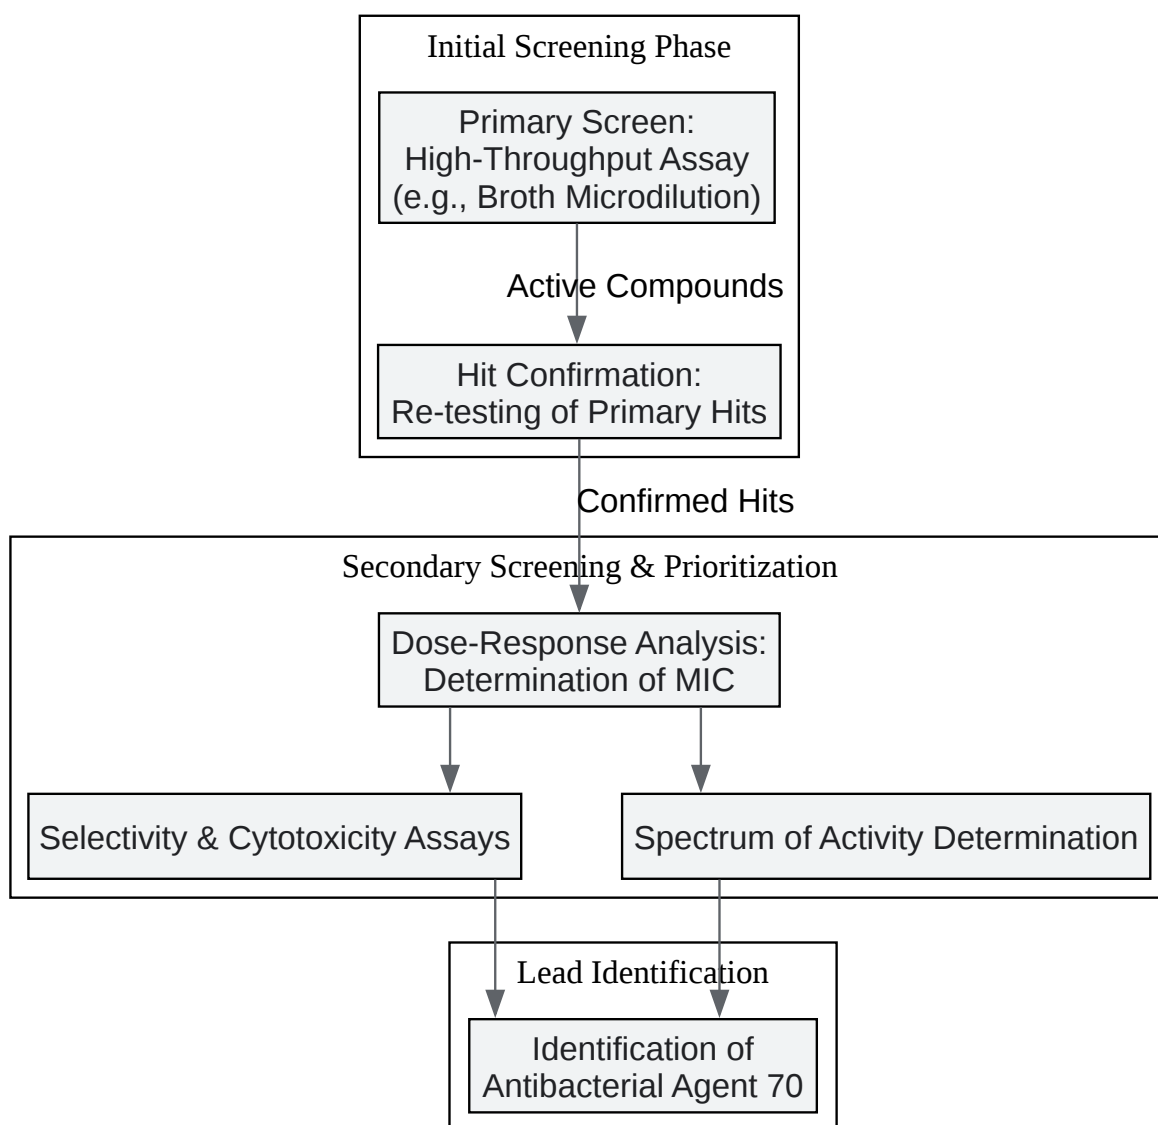 Initial Screening Phase
Primary Screen:
High-Throughput Assay
(e.g., Broth Microdilution)
Active Compounds
Hit Confirmation:
Re-testing of Primary Hits
Confirmed Hits
Secondary Screening & Prioritization
Dose-Response Analysis:
Determination of MIC
Selectivity & Cytotoxicity Assays
Spectrum of Activity Determination
Lead Identification
Identification of
Antibacterial Agent 70